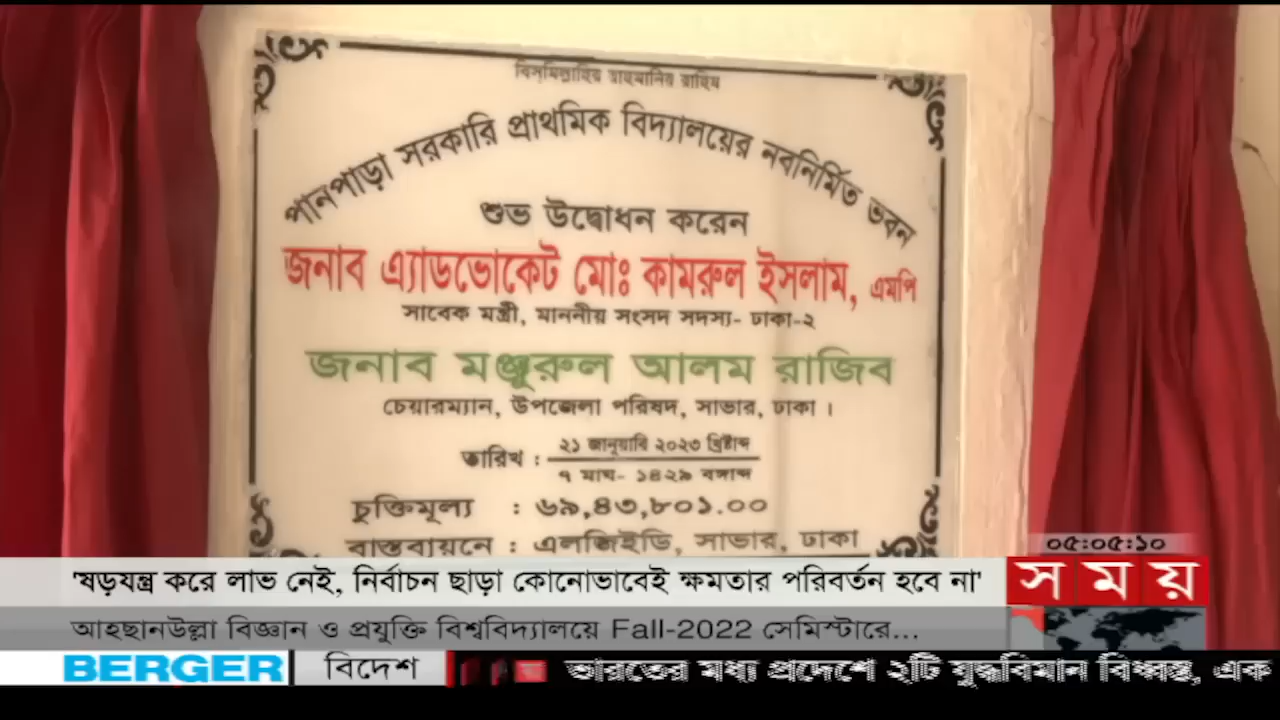 বিসমিল্লাহির রাহমানির রাহিম
পানপাড়া সরকারি প্রাথমিক বিদ্যালয়ের নবনির্মিত ভবন
শুভ উদ্বোধন করেন
জনাব এ্যাডভোকেট মোঃ কামরুল ইসলাম, এমপি
সাবেক মন্ত্রী, মাননীয় সংসদ সদস্য- ঢাকা-২
জনাব মঞ্জুরুল আলম রাজিব
চেয়ারম্যান, উপজেলা পরিষদ, সাভার, ঢাকা ।
তারিখ : ২১ জানুয়ারি ২০২৩ খ্রিষ্টাব্দ
৭ মাঘ- ১৪২৯ বঙ্গাব্দ
চুক্তিমূল্য : ৬৯,৪৩,৮০১.০০
বাস্তবায়নে : এলজিইডি, সাভার, ঢাকা
০৫:০৫:১০
'ষড়যন্ত্র করে লাভ নেই, নির্বাচন ছাড়া কোনোভাবেই ক্ষমতার পরিবর্তন হবে না'
সময়
আহছানউল্লা বিজ্ঞান ও প্রযুক্তি বিশ্ববিদ্যালয়ে Fall-2022 সেমিস্টারে...
BERGER বিদেশ ভারতের মধ্য প্রদেশে ২টি যুদ্ধবিমান বিধ্বস্ত, এক